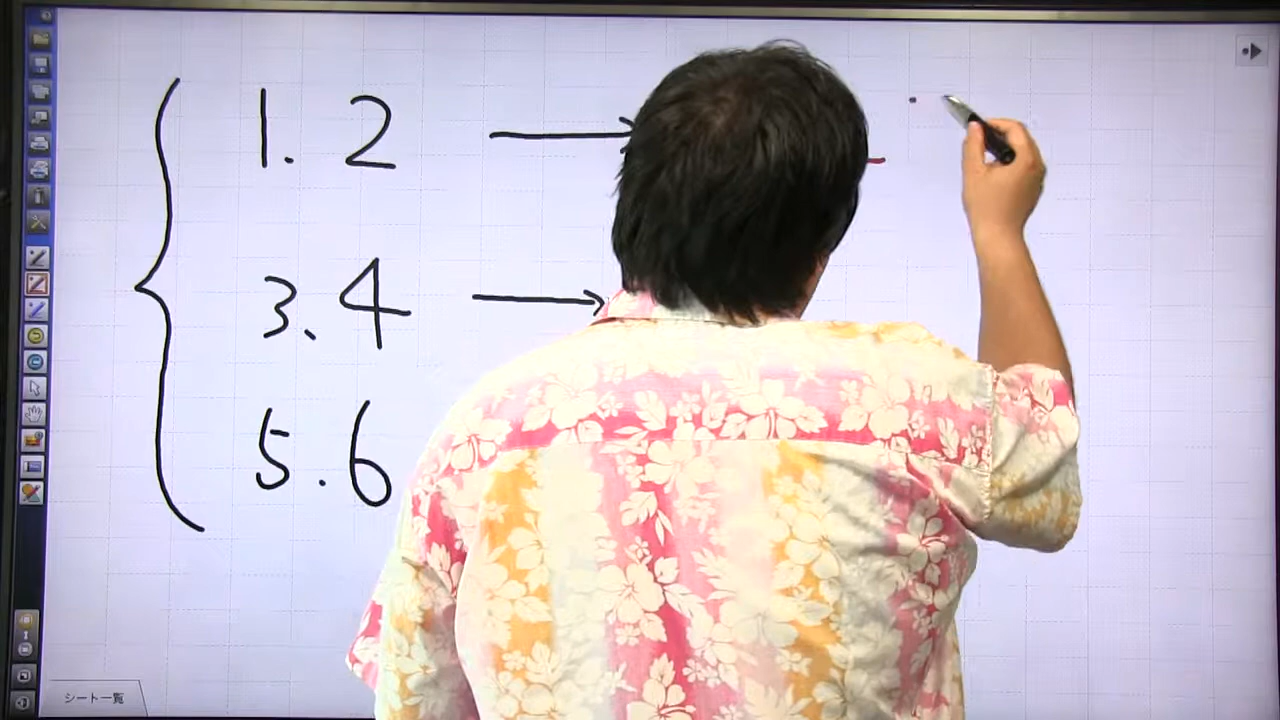 1. 2 →
3. 4 →
5. 6
シート一覧